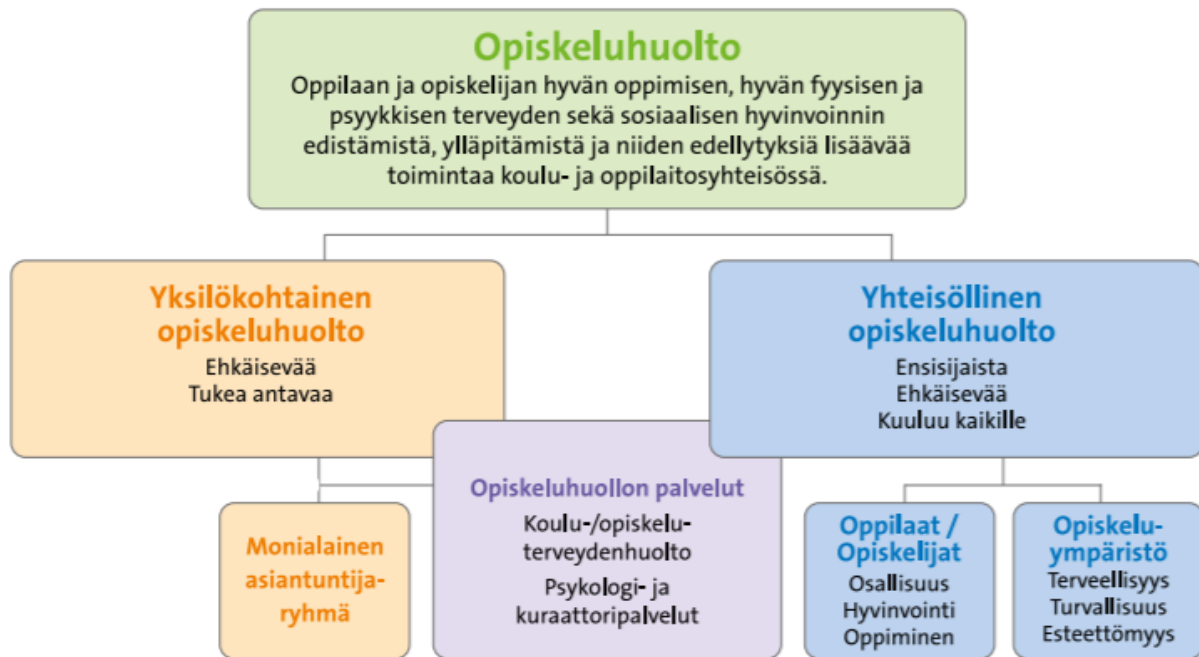 Opiskeluhuolto
Oppilaan ja opiskelijan hyvän oppimisen, hyvän fyysisen ja
psyykkisen terveyden sekä sosiaalisen hyvinvoinnin
edistämistä, ylläpitämistä ja niiden edellytyksiä lisäävää
toimintaa koulu- ja oppilaitosyhteisössä.
Yksilökohtainen
opiskeluhuolto
Ehkäisevää
Tukea antavaa
Yhteisöllinen
opiskeluhuolto
Ensisijaista
Ehkäisevää
Kuuluu kaikille
Monialainen
asiantuntija-
ryhmä
Opiskeluhuollon palvelut
Koulu-/opiskelu-
terveydenhuolto
Psykologi- ja
kuraattoripalvelut
Oppilaat /
Opiskelijat
Osallisuus
Hyvinvointi
Oppiminen
Opiskelu-
ympäristö
Terveellisyys
Turvallisuus
Esteettömyys